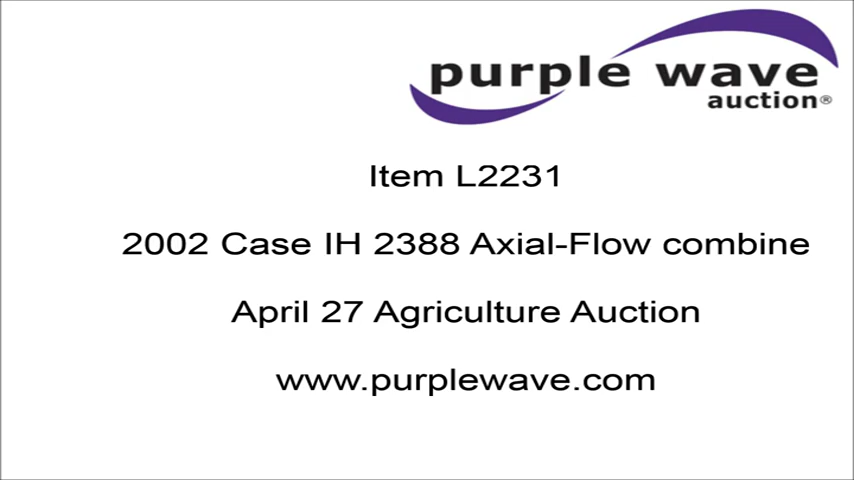 purple wave
auction®
Item L2231
2002 Case IH 2388 Axial-Flow combine
April 27 Agriculture Auction
www.purplewave.com